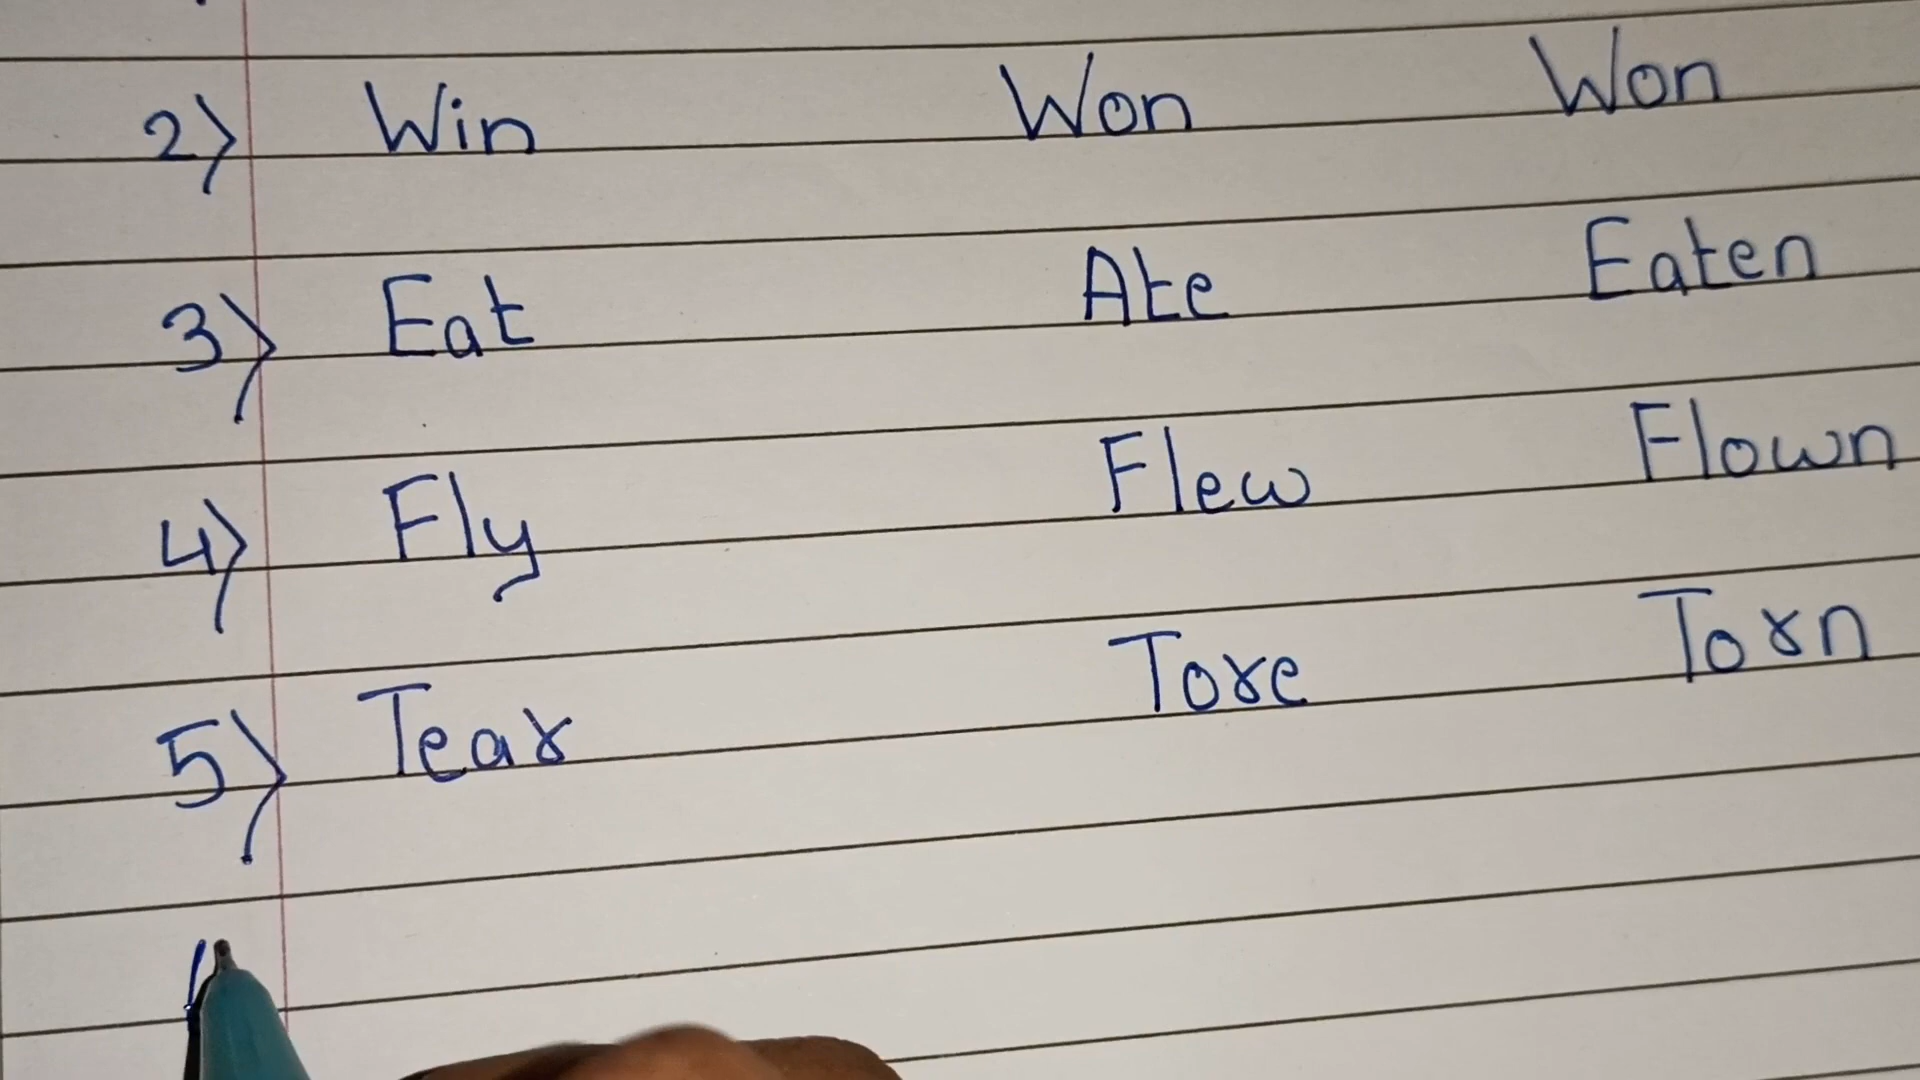 2) Win Won Won
3) Eat Ate Eaten
4) Fly Flew Flown
5) Tear Tore Torn